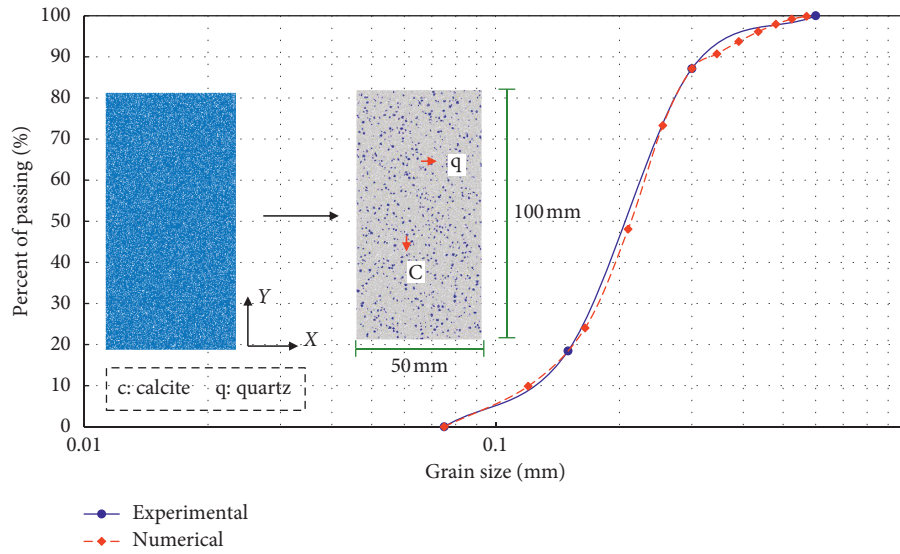 100
90
80
70
60
50
40
30
20
10
0
Percent of passing (%)
q
C
100 mm
50 mm
Y
X
c: calcite q: quartz
0.01
0.1
Grain size (mm)
Experimental
Numerical